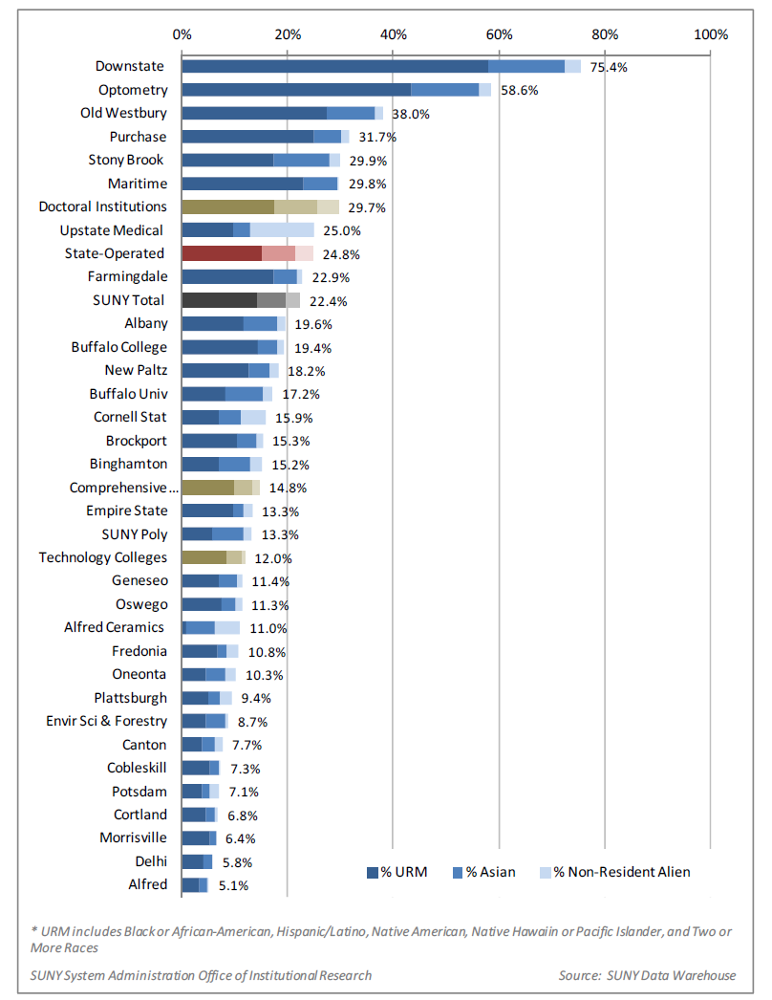 0% 20% 40% 60% 80% 100%
Downstate 75.4%
Optometry 58.6%
Old Westbury 38.0%
Purchase 31.7%
Stony Brook 29.9%
Maritime 29.8%
Doctoral Institutions 29.7%
Upstate Medical 25.0%
State-Operated 24.8%
Farmingdale 22.9%
SUNY Total 22.4%
Albany 19.6%
Buffalo College 19.4%
New Paltz 18.2%
Buffalo Univ 17.2%
Cornell Stat 15.9%
Brockport 15.3%
Binghamton 15.2%
Comprehensive... 14.8%
Empire State 13.3%
SUNY Poly 13.3%
Technology Colleges 12.0%
Geneseo 11.4%
Oswego 11.3%
Alfred Ceramics 11.0%
Fredonia 10.8%
Oneonta 10.3%
Plattsburgh 9.4%
Envir Sci & Forestry 8.7%
Canton 7.7%
Cobleskill 7.3%
Potsdam 7.1%
Cortland 6.8%
Morrisville 6.4%
Delhi 5.8%
% URM % Asian % Non-Resident Alien
Alfred 5.1%
* URM includes Black or African-American, Hispanic/Latino, Native American, Native Hawaiin or Pacific Islander, and Two or
More Races
SUNY System Administration Office of Institutional Research Source: SUNY Data Warehouse